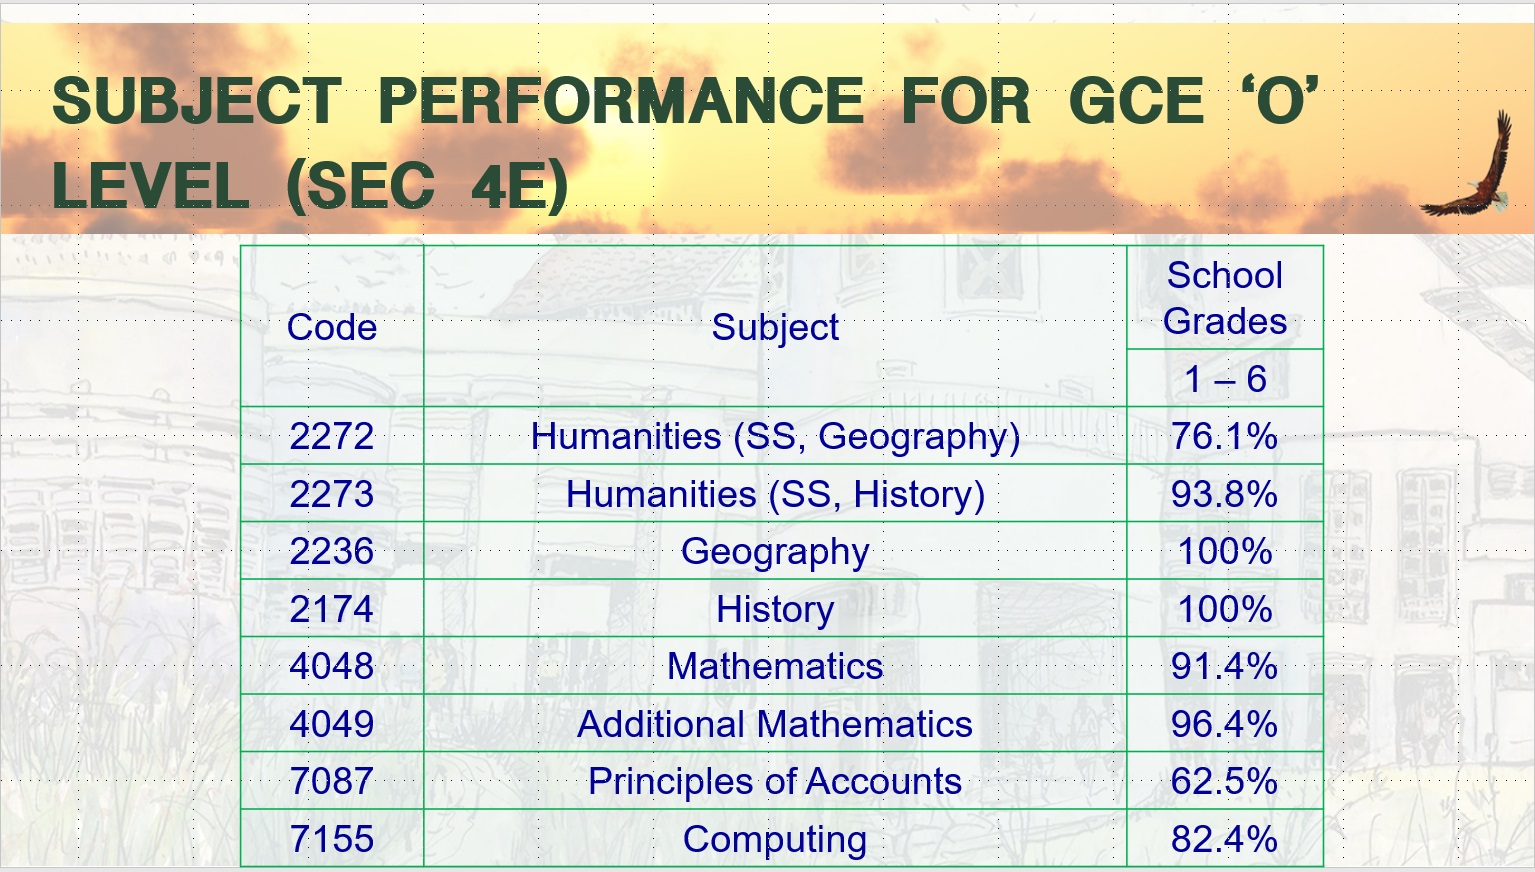 SUBJECT PERFORMANCE FOR GCE ‘O’
LEVEL (SEC 4E)
Code Subject School
Grades
1 – 6
2272 Humanities (SS, Geography) 76.1%
2273 Humanities (SS, History) 93.8%
2236 Geography 100%
2174 History 100%
4048 Mathematics 91.4%
4049 Additional Mathematics 96.4%
7087 Principles of Accounts 62.5%
7155 Computing 82.4%